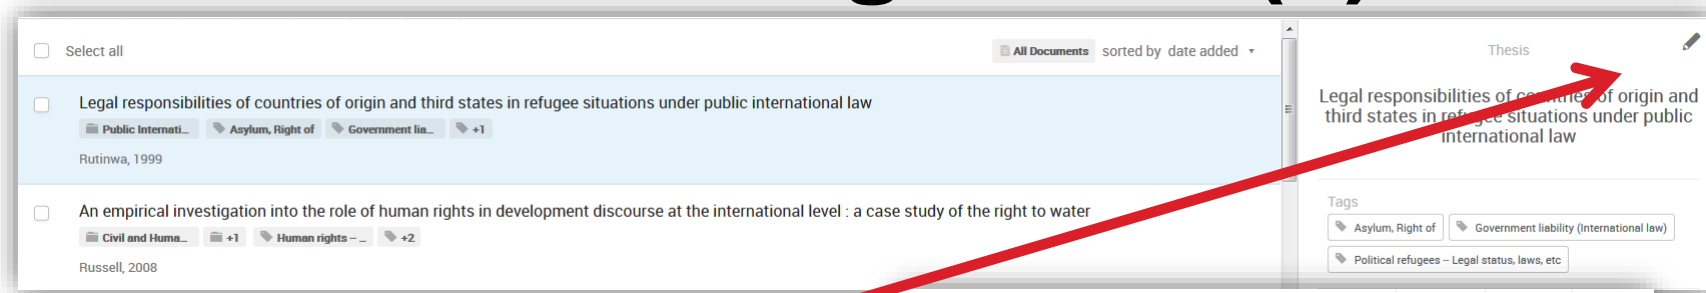 Select all
All Documents sorted by date added
Legal responsibilities of countries of origin and third states in refugee situations under public international law
Public Internati... Asylum, Right of Government lia... +1
Rutinwa, 1999
An empirical investigation into the role of human rights in development discourse at the international level : a case study of the right to water
Civil and Huma... +1 Human rights -- ... +2
Russell, 2008
Thesis
Legal responsibilities of countries of origin and
third states in refugee situations under public
international law
Tags
Asylum, Right of Government liability (International law)
Political refugees -- Legal status, laws, etc